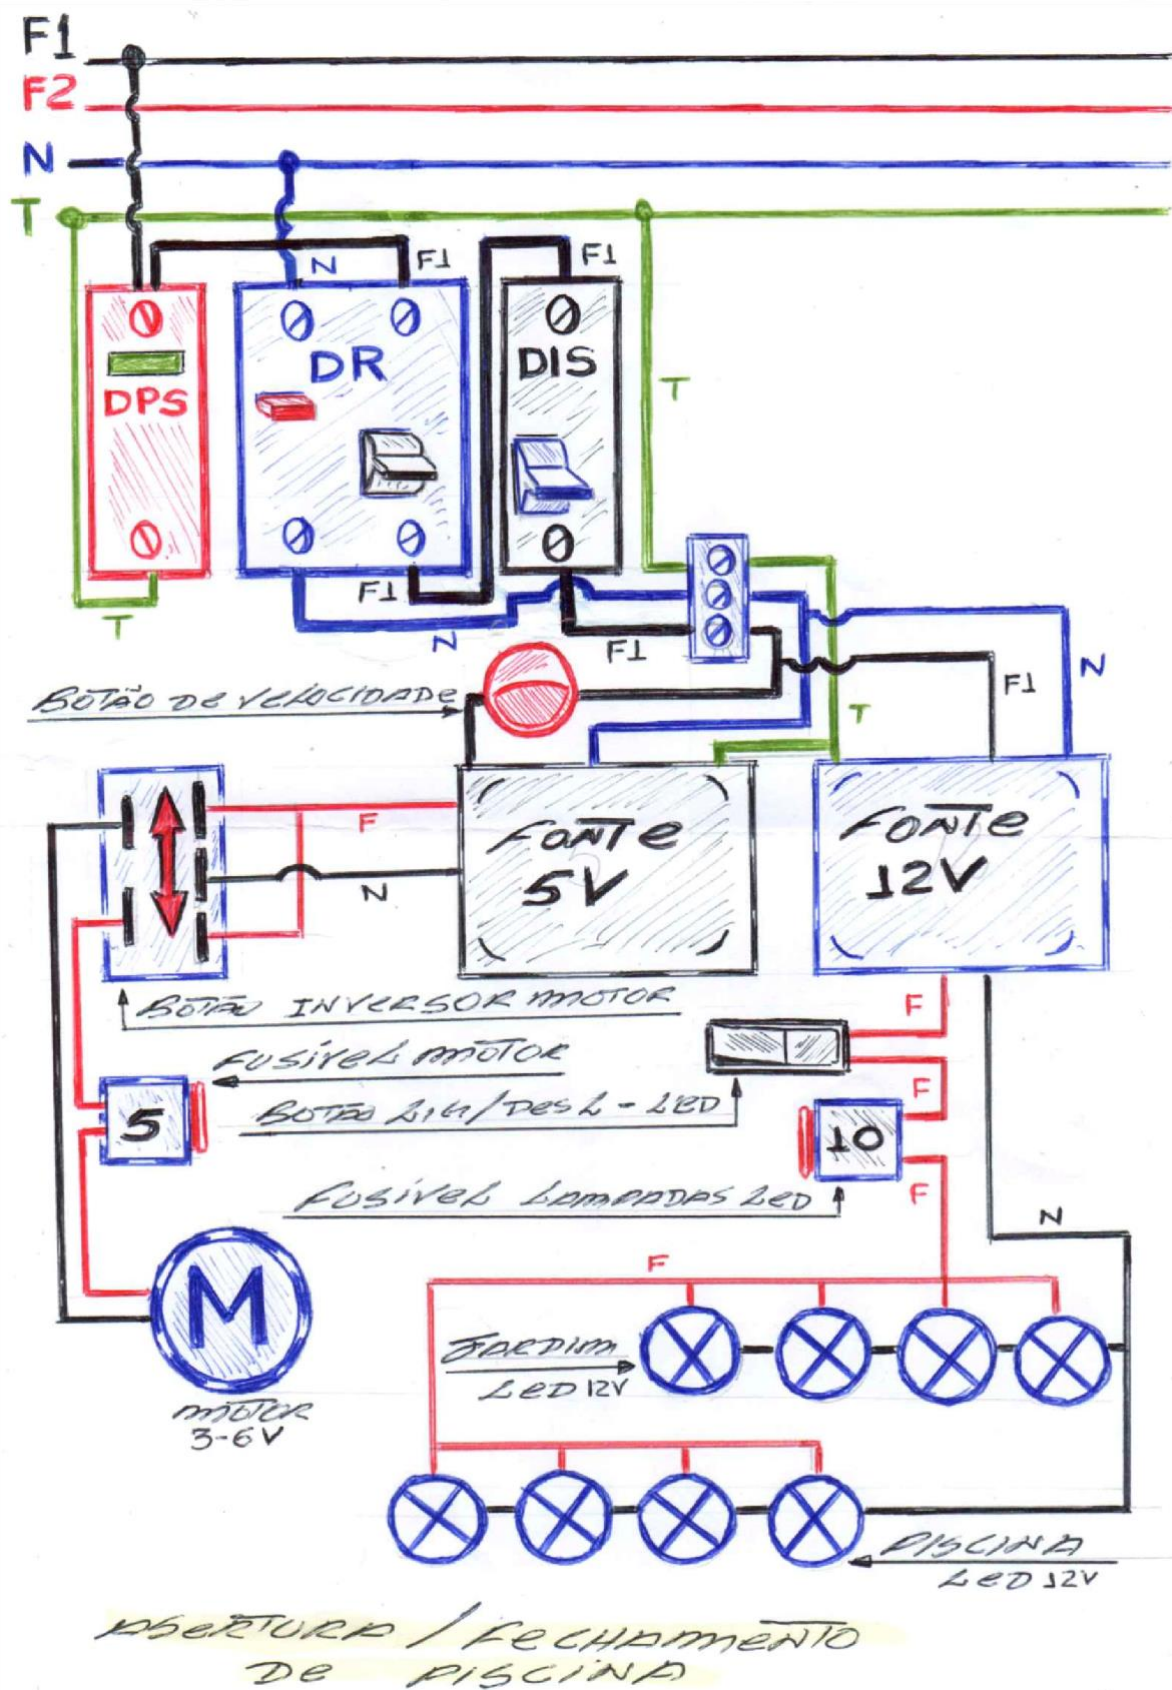 F1
F2
N
T
N
F1
F1
DPS
DR
DIS
T
F1
T
N
F1
F1
N
BOTÃO DE VELOCIDADE
T
F
N
FONTE
5V
FONTE
12V
BOTÃO INVERSOR MOTOR
F
FUSÍVEL MOTOR
F
5
BOTÃO LIG/DESL-LED
10
FUSÍVEL LAMPADAS LED
F
N
F
M
JARDIM
LED 12V
MOTOR
3-6V
PISCINA
LED 12V
ABERTURA / FECHAMENTO
DE PISCINA